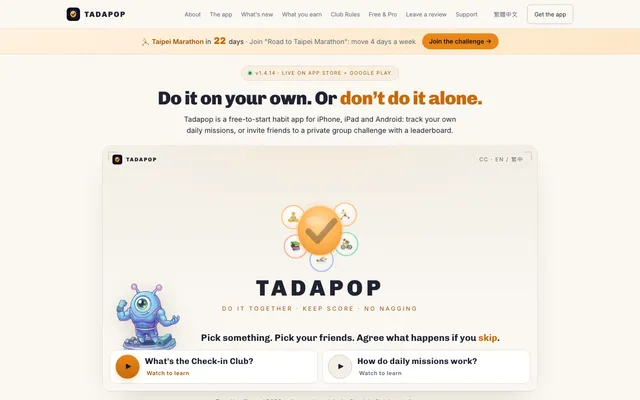 TADAPOP
About The app What's new What you earn Club Rules Free & Pro Leave a review Support 繁體中文 Get the app
Taipei Marathon in 22 days · Join "Road to Taipei Marathon": move 4 days a week Join the challenge →
v1.4.14 · LIVE ON APP STORE + GOOGLE PLAY
Do it on your own. Or don't do it alone.
Tadapop is a free-to-start habit app for iPhone, iPad and Android: track your own
daily missions, or invite friends to a private group challenge with a leaderboard.
TADAPOP
CC · EN / 繁中
TADAPOP
DO IT TOGETHER · KEEP SCORE · NO NAGGING
Pick something. Pick your friends. Agree what happens if you skip.
What's the Check-in Club?
Watch to learn
How do daily missions work?
Watch to learn